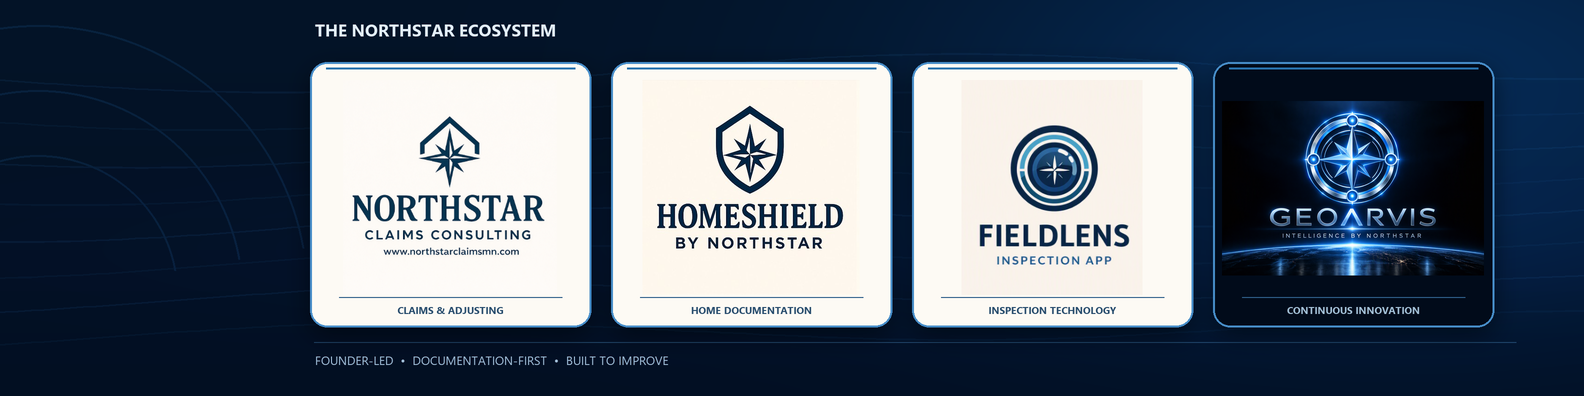 THE NORTHSTAR ECOSYSTEM
NORTHSTAR
CLAIMS CONSULTING
www.northstarclaimsmn.com
CLAIMS & ADJUSTING
HOMESHIELD
BY NORTHSTAR
HOME DOCUMENTATION
FIELDLENS
INSPECTION APP
INSPECTION TECHNOLOGY
GEOARVIS
INTELLIGENCE BY NORTHSTAR
CONTINUOUS INNOVATION
FOUNDER-LED • DOCUMENTATION-FIRST • BUILT TO IMPROVE